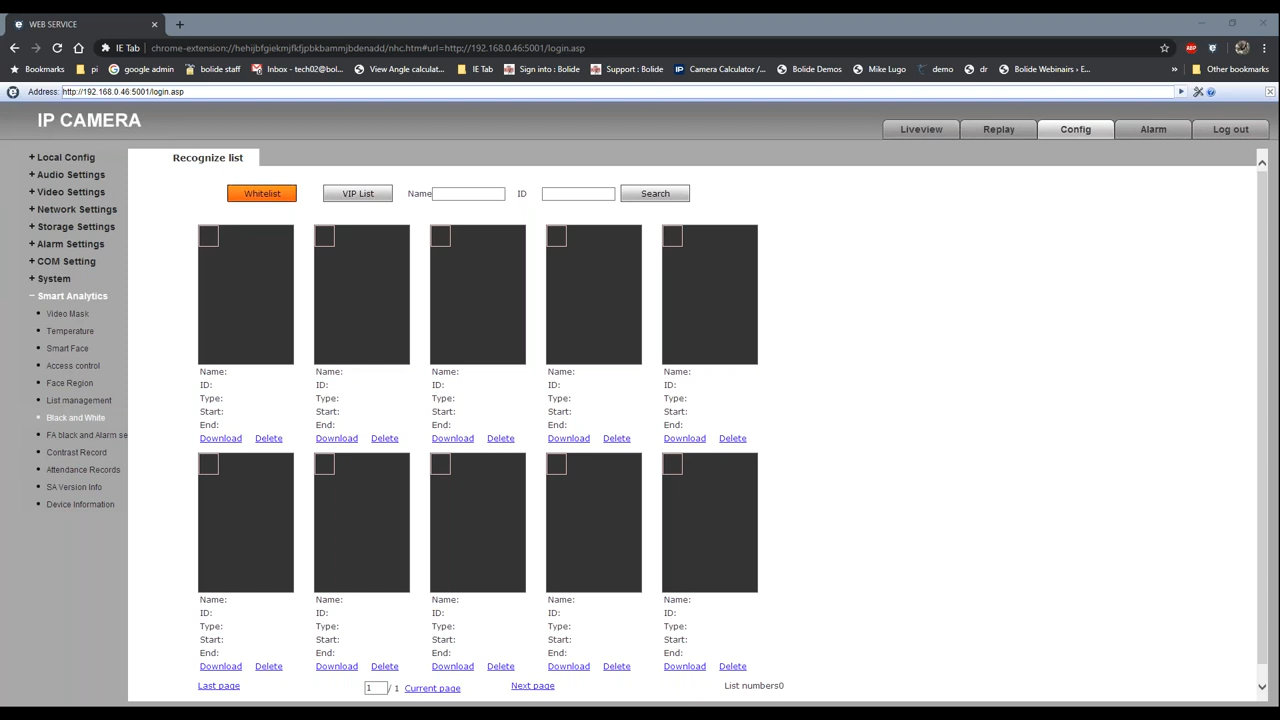 WEB SERVICE
IE Tab chrome-extension://hehijbfgiekmjfkfjpbkbammjbdenadd/nhc.htm#url=http://192.168.0.46:5001/login.asp
Bookmarks pi google admin bolide staff Inbox - tech02@bol... View Angle calculat... IE Tab Sign into : Bolide Support : Bolide Camera Calculator /... Bolide Demos Mike Lugo demo dr Bolide Webinairs › E... » Other bookmarks
Address: http://192.168.0.46:5001/login.asp
IP CAMERA
Liveview Replay Config Alarm Log out
+ Local Config
+ Audio Settings
+ Video Settings
+ Network Settings
+ Storage Settings
+ Alarm Settings
+ COM Setting
+ System
− Smart Analytics
Video Mask
Temperature
Smart Face
Access control
Face Region
List management
Black and White
FA black and Alarm se
Contrast Record
Attendance Records
SA Version Info
Device Information
Recognize list
Whitelist VIP List Name ID Search
Name: Name: Name: Name: Name:
ID: ID: ID: ID: ID:
Type: Type: Type: Type: Type:
Start: Start: Start: Start: Start:
End: End: End: End: End:
Download Delete Download Delete Download Delete Download Delete Download Delete
Name: Name: Name: Name: Name:
ID: ID: ID: ID: ID:
Type: Type: Type: Type: Type:
Start: Start: Start: Start: Start:
End: End: End: End: End:
Download Delete Download Delete Download Delete Download Delete Download Delete
Last page 1 / 1 Current page Next page List numbers0